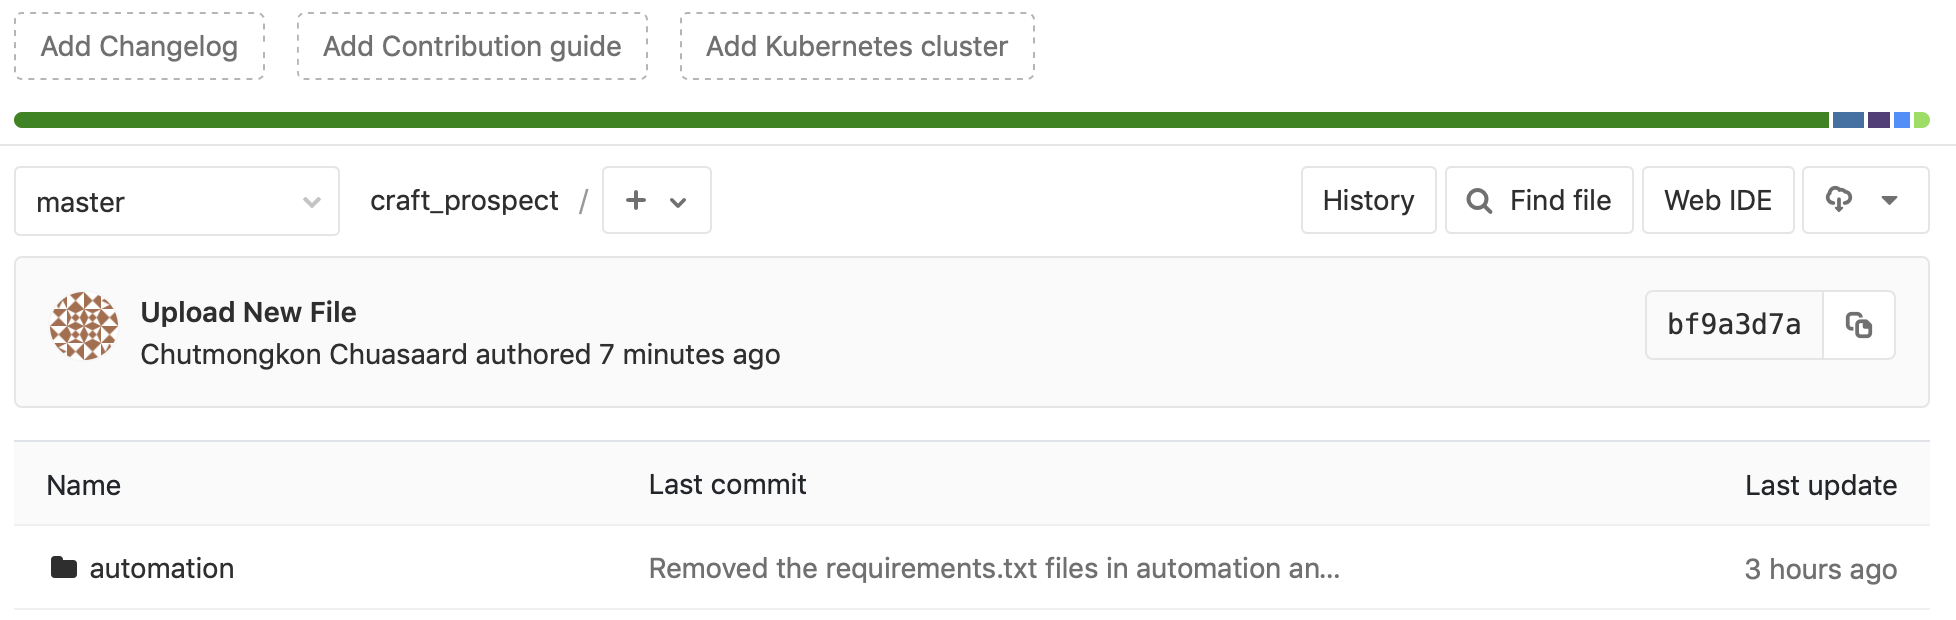 Add Changelog Add Contribution guide Add Kubernetes cluster
master craft_prospect / + History Find file Web IDE
Upload New File
Chutmongkon Chuasaard authored 7 minutes ago
bf9a3d7a
Name Last commit Last update
automation Removed the requirements.txt files in automation an... 3 hours ago